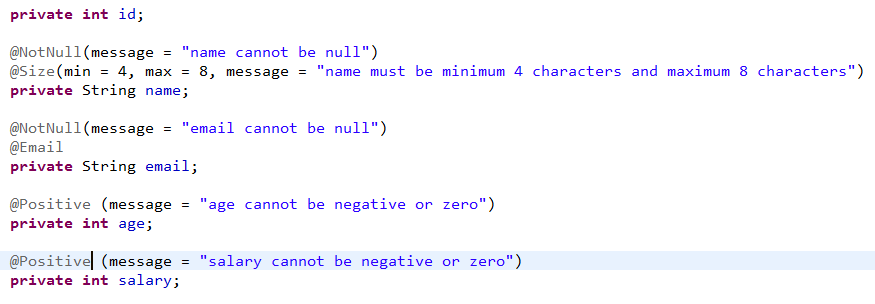 private int id;
@NotNull(message = "name cannot be null")
@Size(min = 4, max = 8, message = "name must be minimum 4 characters and maximum 8 characters")
private String name;
@NotNull(message = "email cannot be null")
@Email
private String email;
@Positive (message = "age cannot be negative or zero")
private int age;
@Positive (message = "salary cannot be negative or zero")
private int salary;